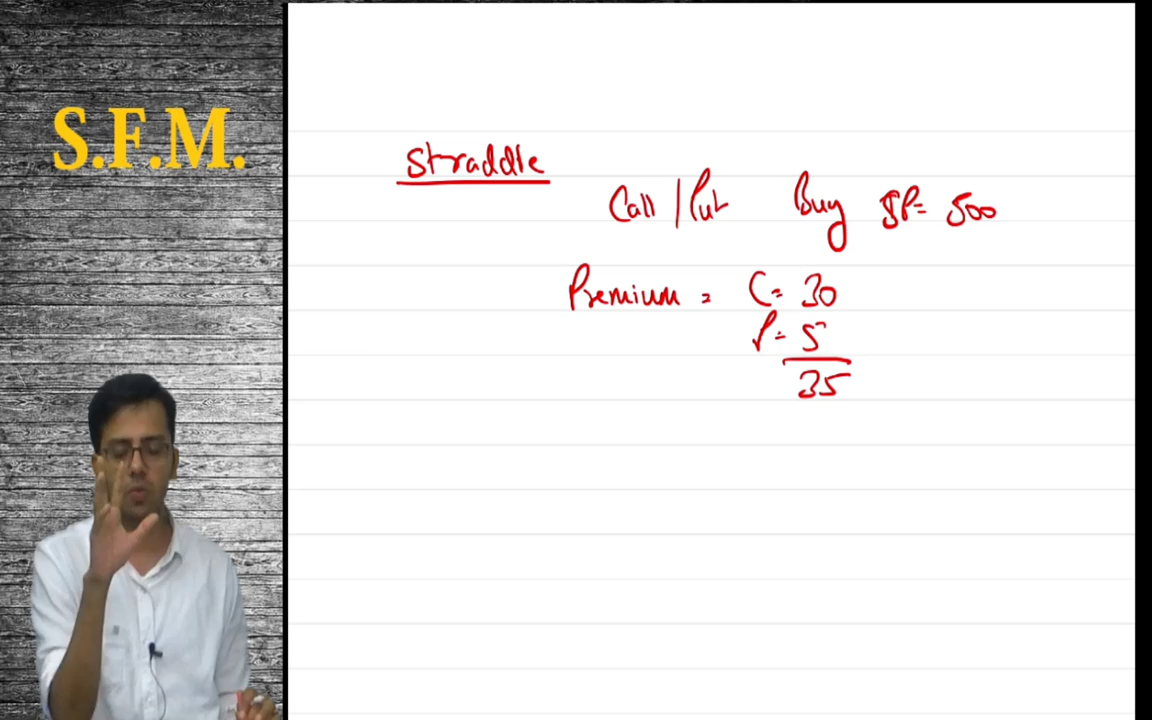 S.F.M.
Straddle
Call / Put Buy SP= 500
Premium = C= 30
P= 5
35